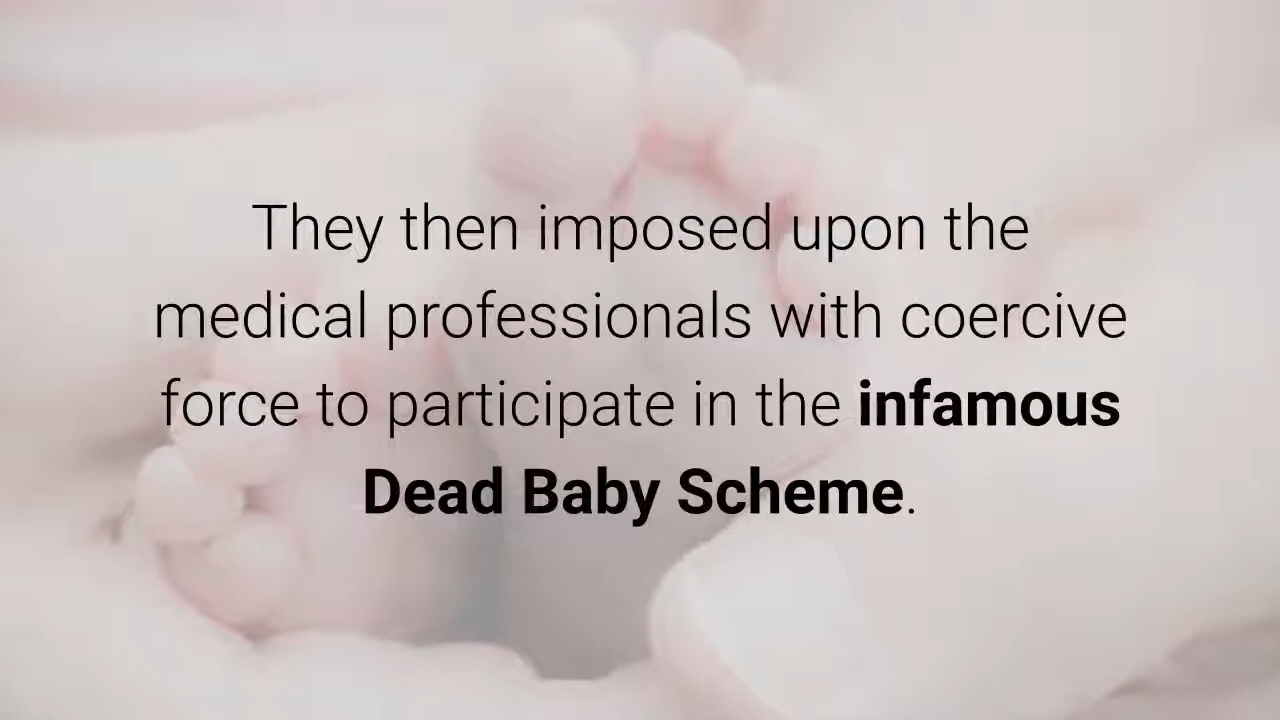 They then imposed upon the
medical professionals with coercive
force to participate in the infamous
Dead Baby Scheme.